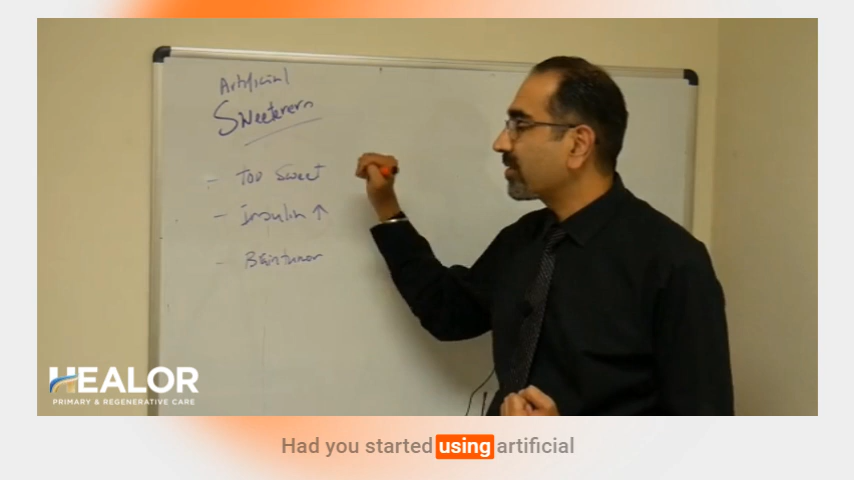 Artificial
Sweeteners
- Too Sweet
- Insulin ↑
- Brain tumor
HEALOR
PRIMARY & REGENERATIVE CARE
Had you started using artificial